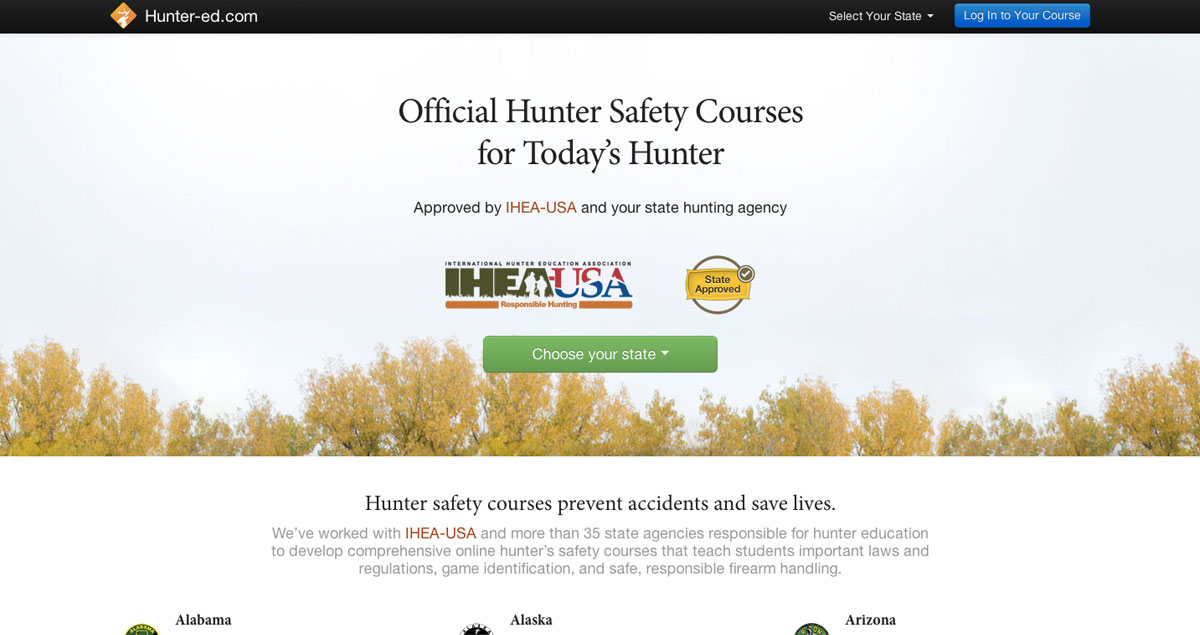 Hunter-ed.com
Select Your State
Log In to Your Course
Official Hunter Safety Courses
for Today's Hunter
Approved by IHEA-USA and your state hunting agency
INTERNATIONAL HUNTER EDUCATION ASSOCIATION
IHEA-USA
Responsible Hunting
State
Approved
Choose your state
Hunter safety courses prevent accidents and save lives.
We've worked with IHEA-USA and more than 35 state agencies responsible for hunter education
to develop comprehensive online hunter's safety courses that teach students important laws and
regulations, game identification, and safe, responsible firearm handling.
Alabama
Alaska
Arizona
ALABAMA